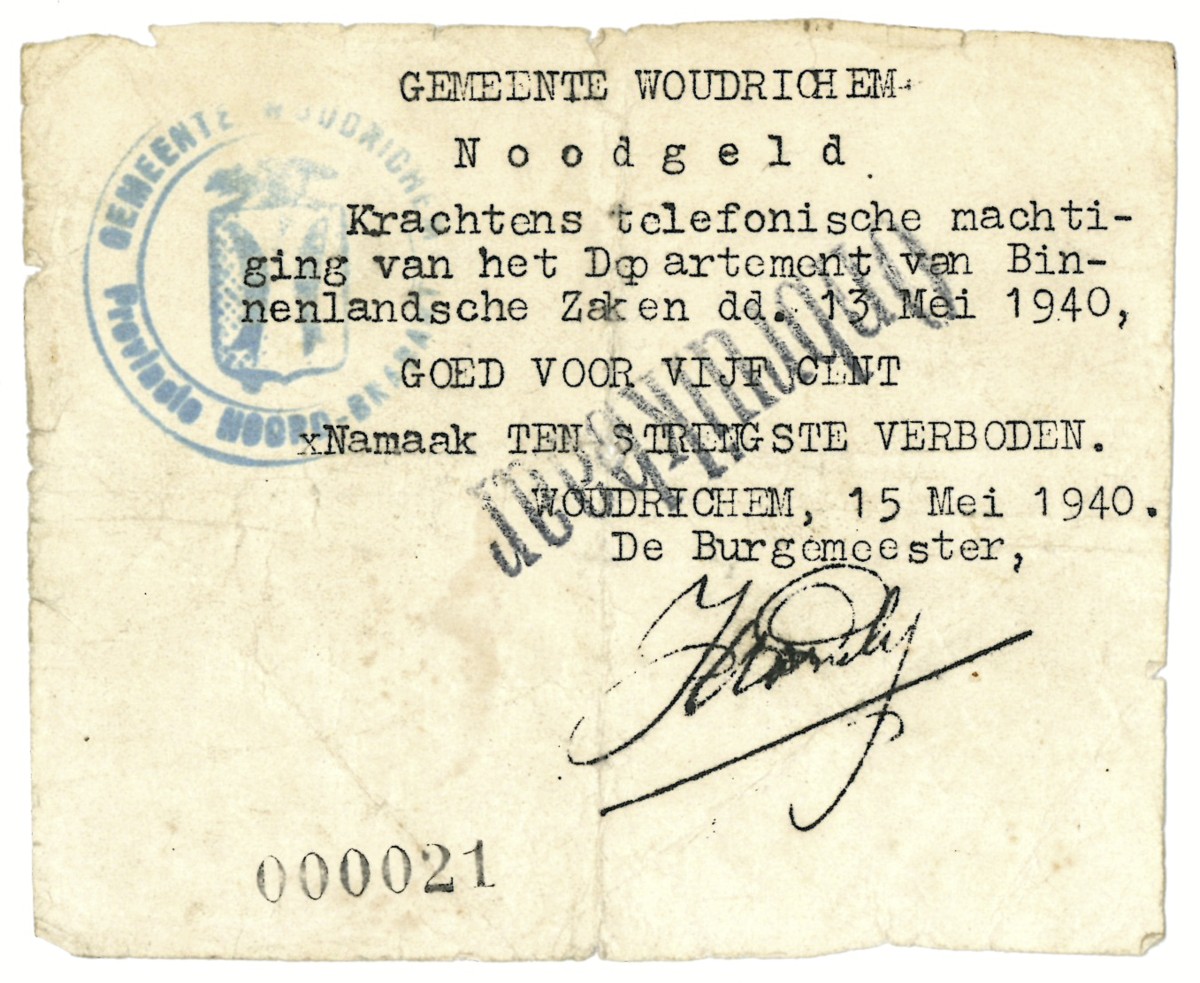 GEMEENTE WOUDRICHEM
Noodgeld
Krachtens telefonische machti-
ging van het Departement van Bin-
nenlandsche Zaken dd. 13 Mei 1940,
GOED VOOR VIJF CENT
xNamaak TEN STRENGSTE VERBODEN.
WOUDRICHEM, 15 Mei 1940.
De Burgemeester,
000021
GEMEENTE WOUDRICHEM
Provincie NOORD-BRABANT